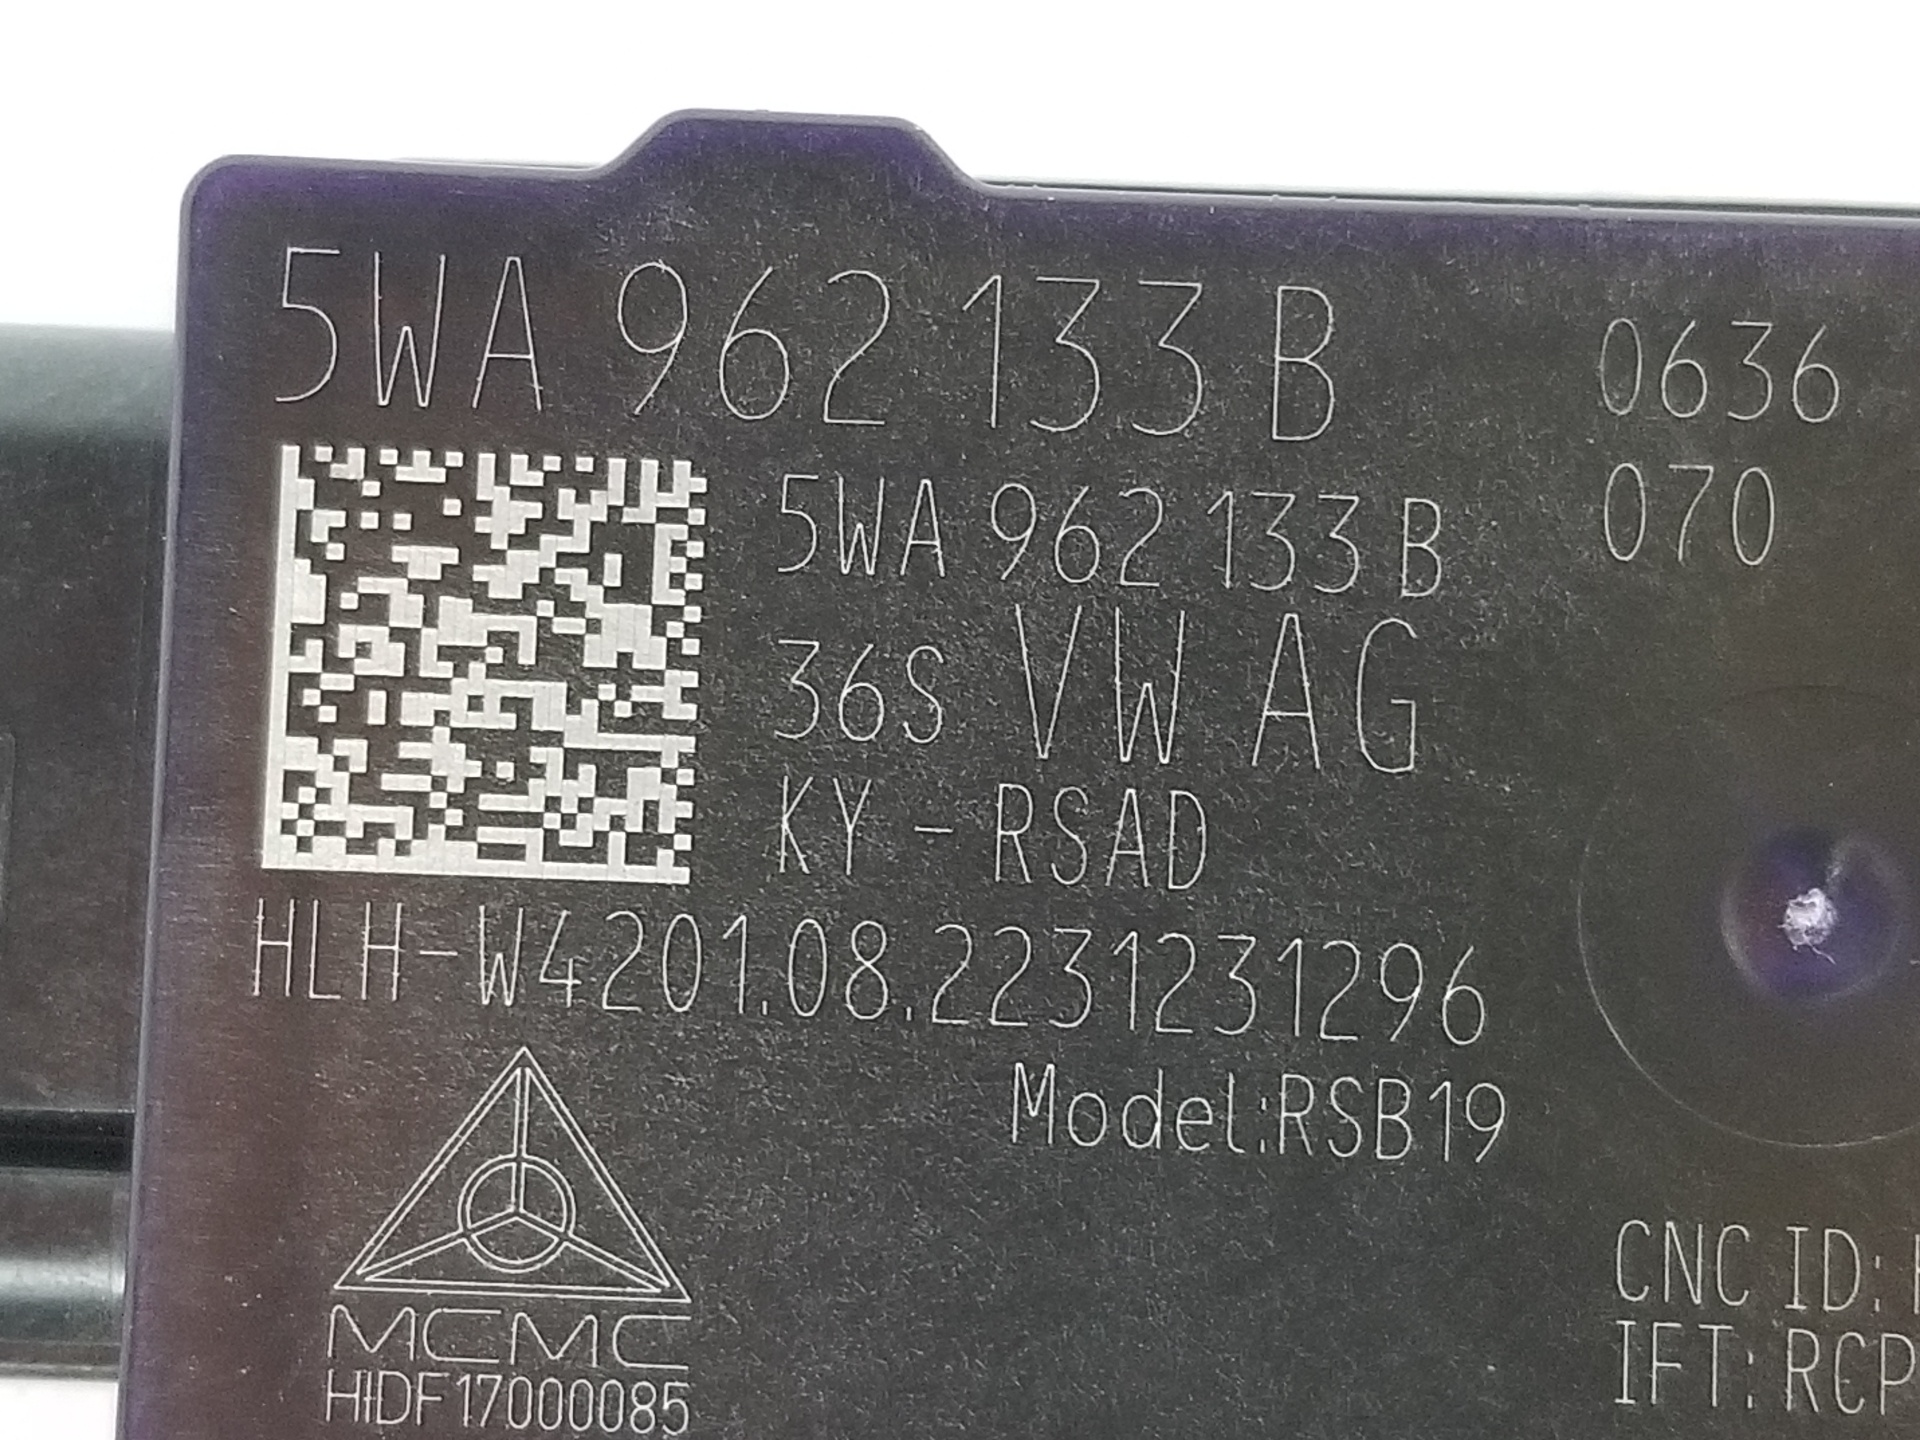 5WA 962 133 B
0636
070
5WA 962 133 B
36S VW AG
KY - RSAD
HLH-W4201.08.2231231296
Model:RSB19
MCMC
HIDF17000085
CNC ID:
IFT: RCP